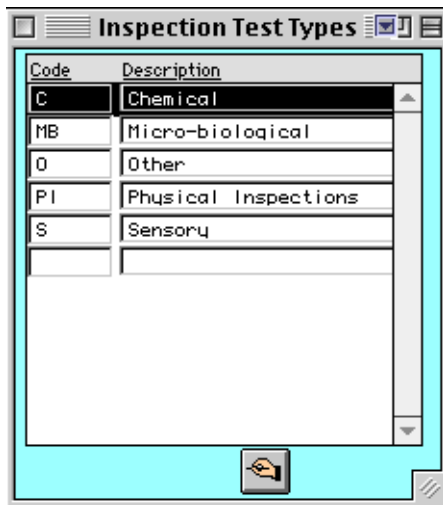 Inspection Test Types
Code Description
C Chemical
MB Micro-biological
O Other
PI Physical Inspections
S Sensory